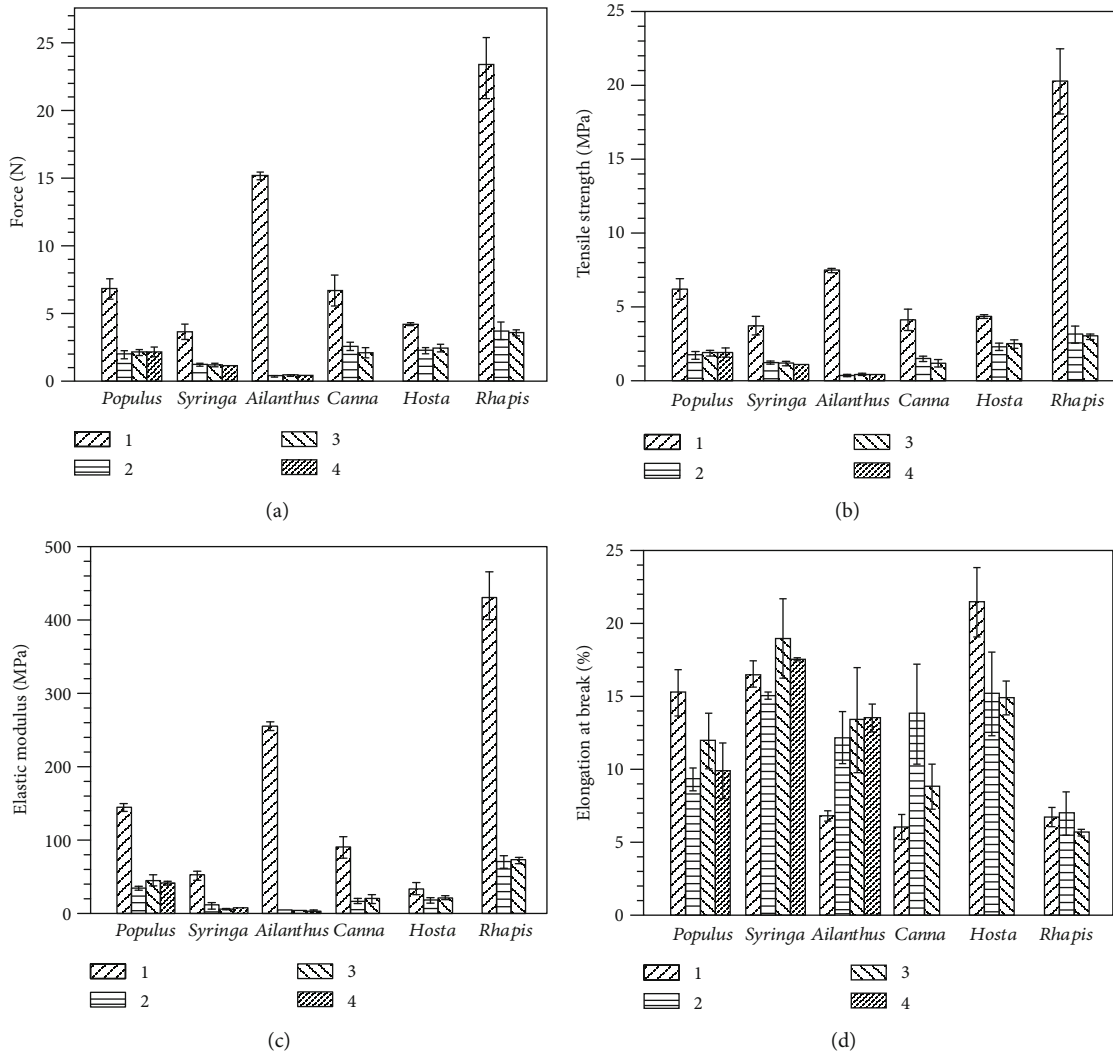 25
20
15
10
5
0
Force (N)
Populus Syringa Ailanthus Canna Hosta Rhapis
1 3
2 4
(a)
25
20
15
10
5
0
Tensile strength (MPa)
Populus Syringa Ailanthus Canna Hosta Rhapis
1 3
2 4
(b)
500
400
300
200
100
0
Elastic modulus (MPa)
Populus Syringa Ailanthus Canna Hosta Rhapis
1 3
2 4
(c)
25
20
15
10
5
0
Elongation at break (%)
Populus Syringa Ailanthus Canna Hosta Rhapis
1 3
2 4
(d)